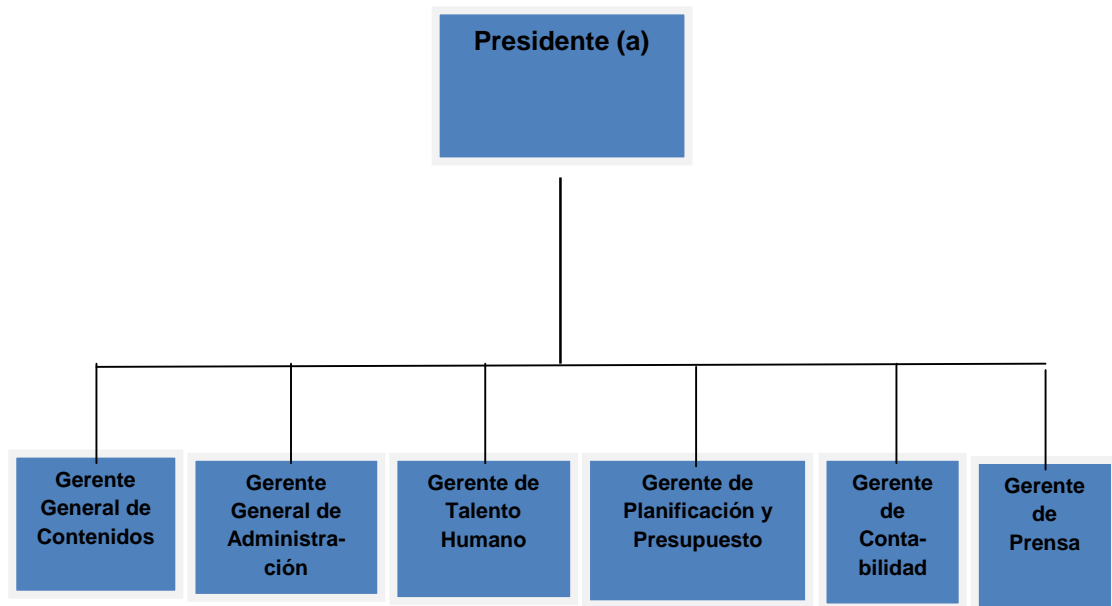 Presidente (a)
Gerente
General de
Contenidos
Gerente
General de
Administra-
ción
Gerente de
Talento
Humano
Gerente de
Planificación y
Presupuesto
Gerente
de
Conta-
bilidad
Gerente
de
Prensa